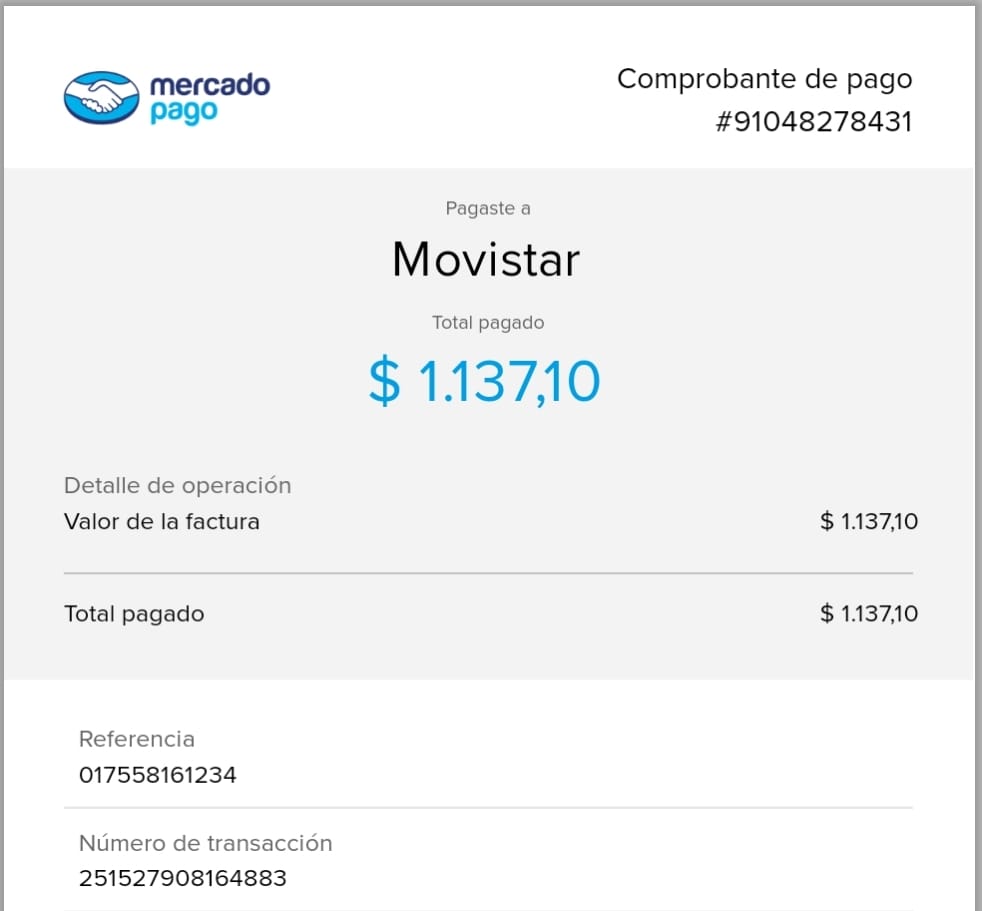 mercado
pago
Comprobante de pago
#91048278431
Pagaste a
Movistar
Total pagado
$ 1.137,10
Detalle de operación
Valor de la factura $ 1.137,10
Total pagado $ 1.137,10
Referencia
017558161234
Número de transacción
251527908164883